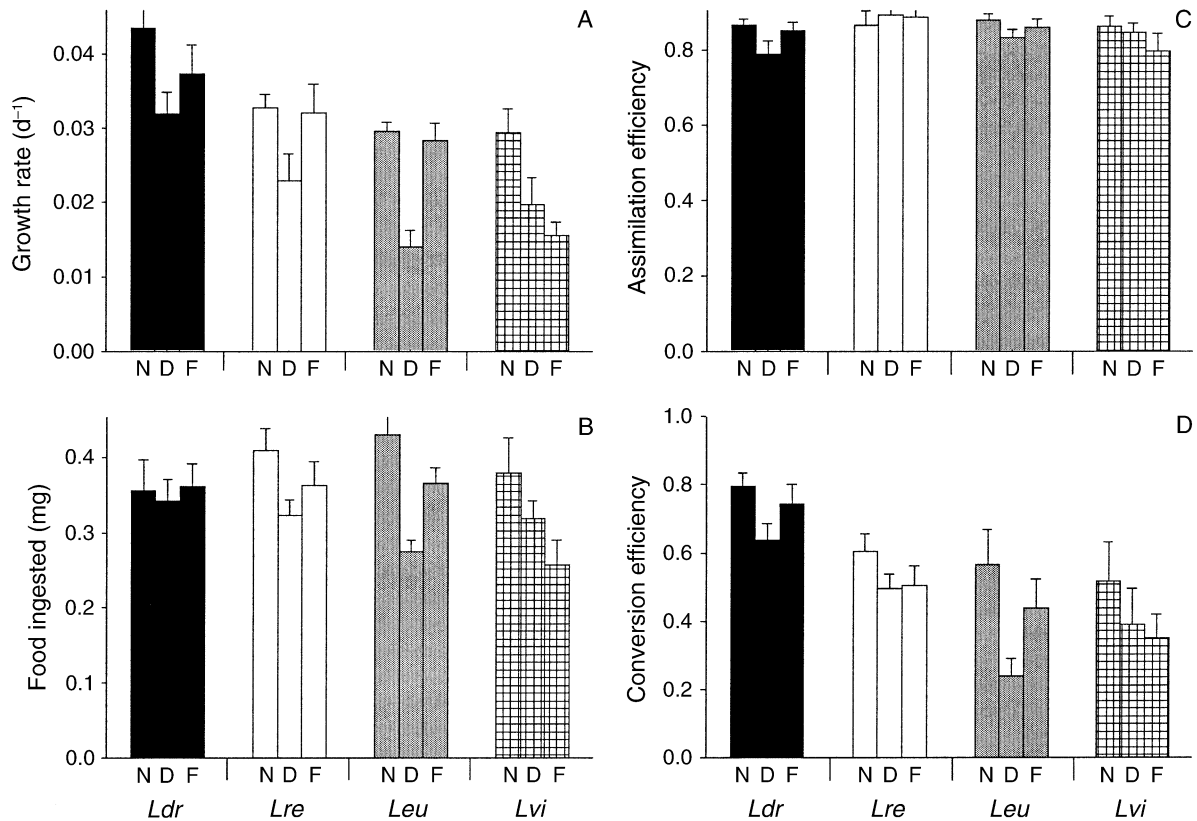 A
Growth rate (d⁻¹)
0.04
0.03
0.02
0.01
0.00
N D F N D F N D F N D F
C
Assimilation efficiency
0.8
0.6
0.4
0.2
0.0
N D F N D F N D F N D F
B
Food ingested (mg)
0.4
0.3
0.2
0.1
0.0
N D F N D F N D F N D F
Ldr Lre Leu Lvi
D
Conversion efficiency
1.0
0.8
0.6
0.4
0.2
0.0
N D F N D F N D F N D F
Ldr Lre Leu Lvi